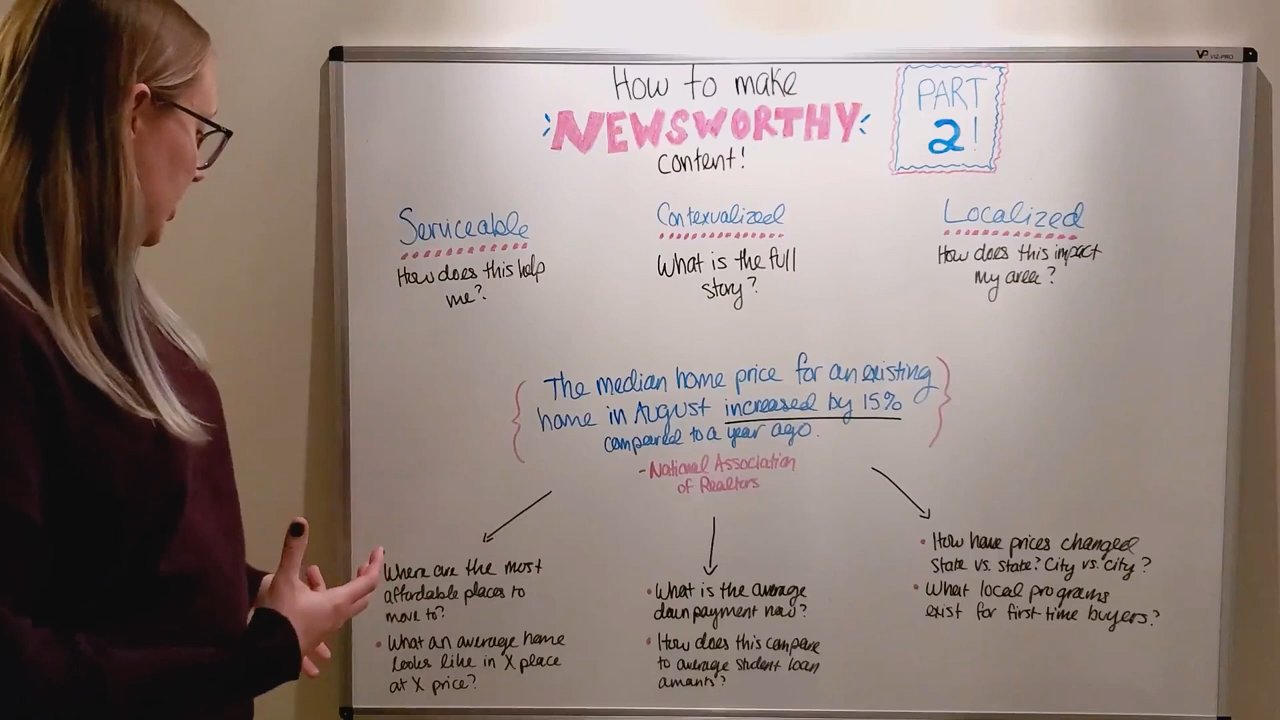 VIZ-PRO
How to make
NEWSWORTHY
content!
PART
2!
Serviceable
How does this help
me?
Contexualized
What is the full
story?
Localized
How does this impact
my area?
The median home price for an existing
home in August increased by 15%
compared to a year ago.
- National Association
of Realtors
Where are the most
affordable places to
move to?
• What an average home
looks like in X place
at X price?
• What is the average
down payment now?
• How does this compare
to average student loan
amounts?
• How have prices changed
State vs. State? City vs. City?
• What local programs
exist for first time buyers?